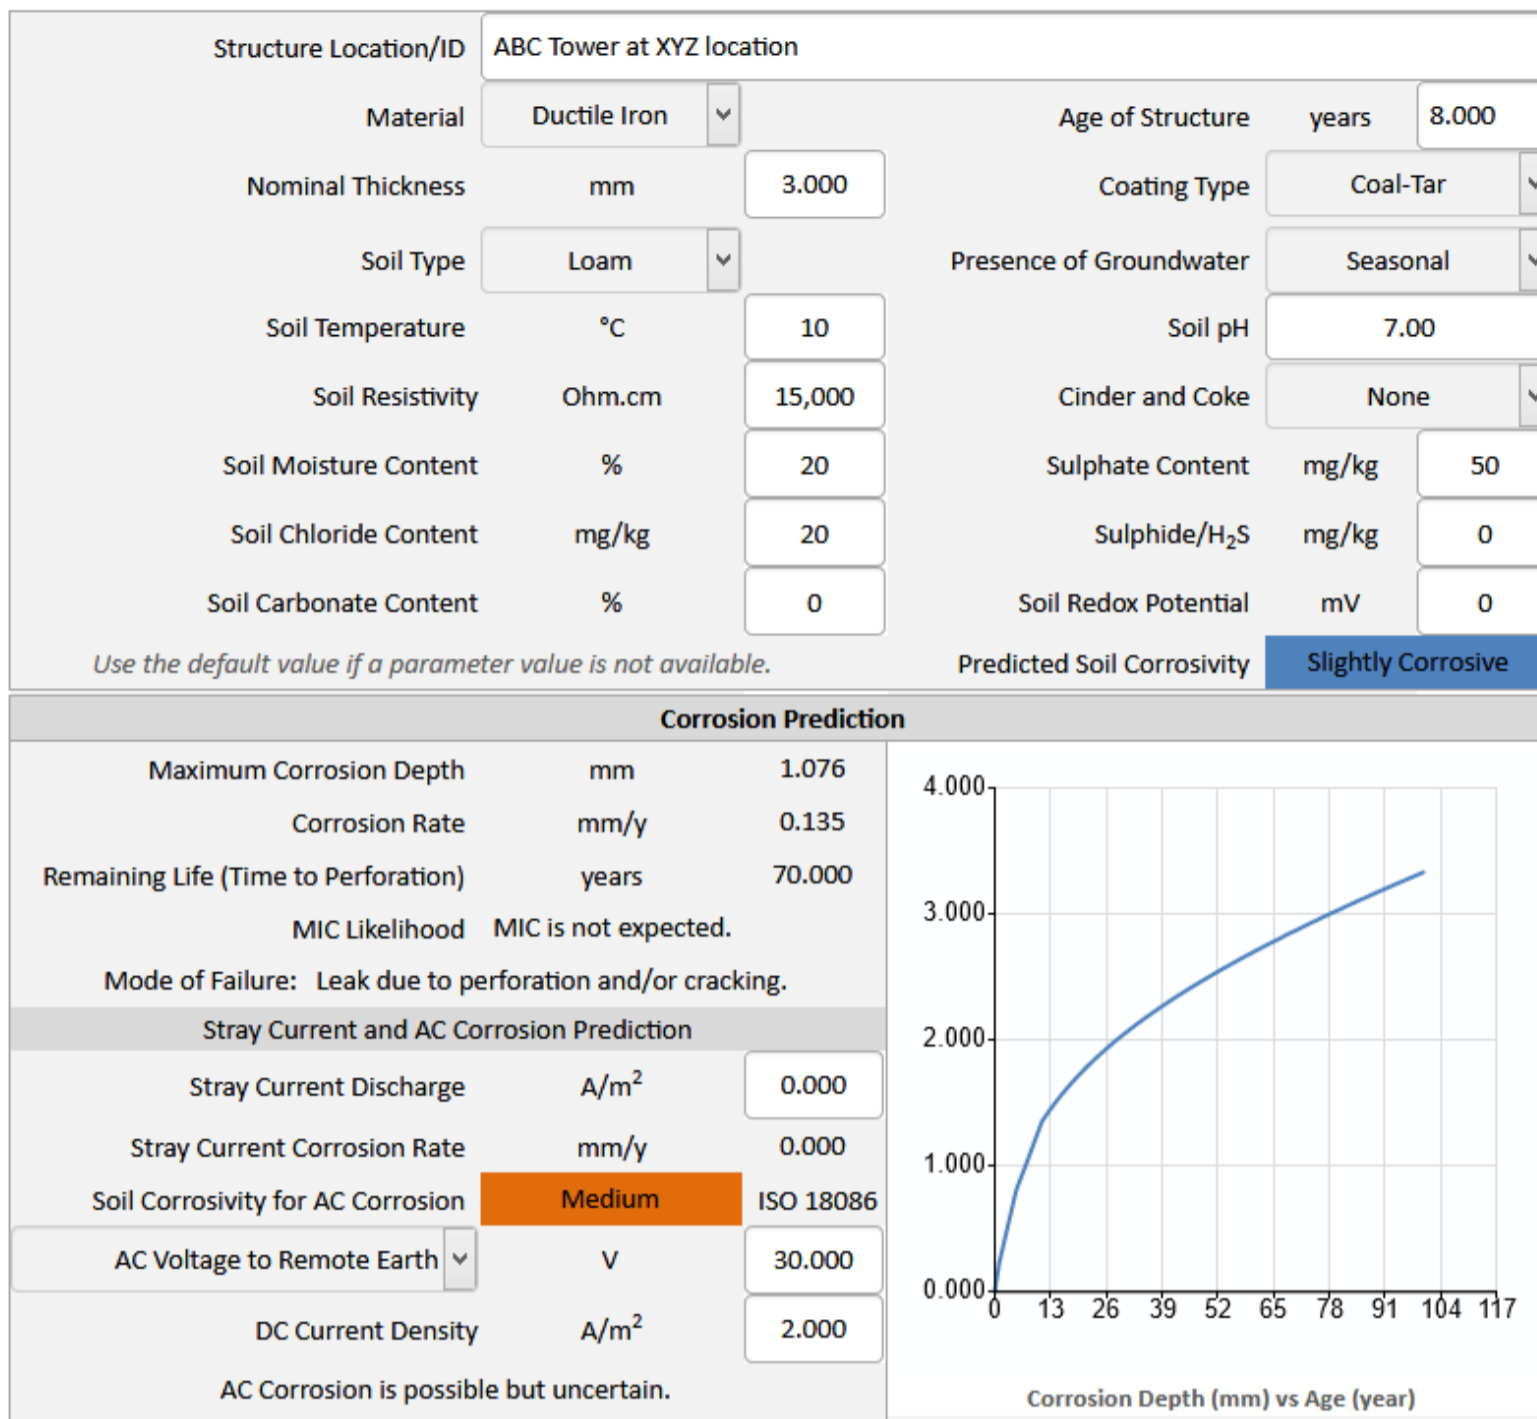 Structure Location/ID ABC Tower at XYZ location
Material Ductile Iron Age of Structure years 8.000
Nominal Thickness mm 3.000 Coating Type Coal-Tar
Soil Type Loam Presence of Groundwater Seasonal
Soil Temperature °C 10 Soil pH 7.00
Soil Resistivity Ohm.cm 15,000 Cinder and Coke None
Soil Moisture Content % 20 Sulphate Content mg/kg 50
Soil Chloride Content mg/kg 20 Sulphide/H₂S mg/kg 0
Soil Carbonate Content % 0 Soil Redox Potential mV 0
Use the default value if a parameter value is not available. Predicted Soil Corrosivity Slightly Corrosive
Corrosion Prediction
Maximum Corrosion Depth mm 1.076
Corrosion Rate mm/y 0.135
Remaining Life (Time to Perforation) years 70.000
MIC Likelihood MIC is not expected.
Mode of Failure: Leak due to perforation and/or cracking.
Stray Current and AC Corrosion Prediction
Stray Current Discharge A/m² 0.000
Stray Current Corrosion Rate mm/y 0.000
Soil Corrosivity for AC Corrosion Medium ISO 18086
AC Voltage to Remote Earth V 30.000
DC Current Density A/m² 2.000
AC Corrosion is possible but uncertain.
4.000
3.000
2.000
1.000
0.000
0 13 26 39 52 65 78 91 104 117
Corrosion Depth (mm) vs Age (year)